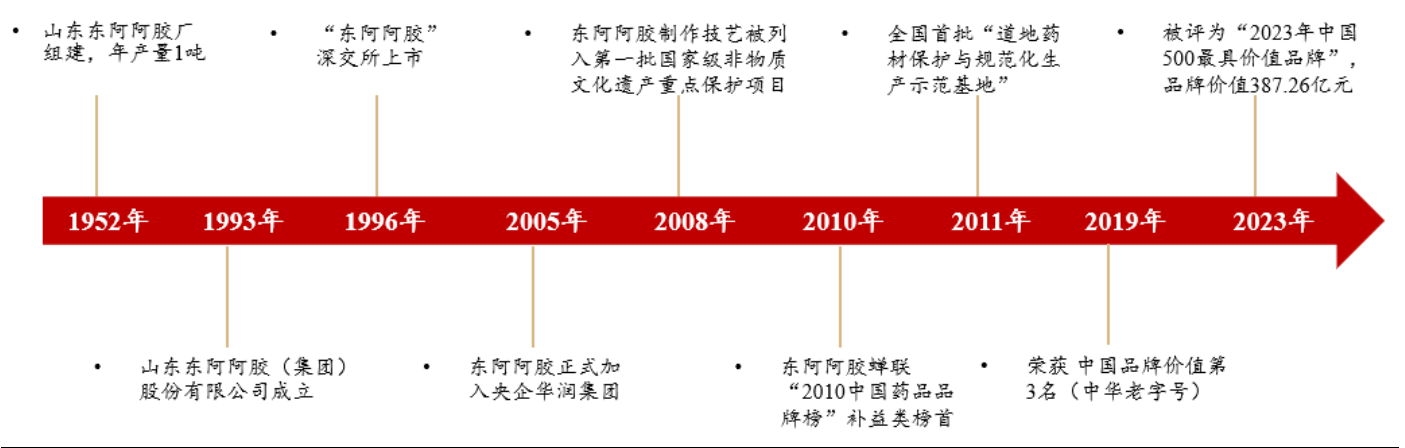 • 山东东阿阿胶厂
组建，年产量1吨
• “东阿阿胶”
深交所上市
• 东阿阿胶制作技艺被列
入第一批国家级非物质
文化遗产重点保护项目
• 全国首批“道地药
材保护与规范化生
产示范基地”
• 被评为“2023年中国
500最具价值品牌”，
品牌价值387.26亿元
1952年
1993年
1996年
2005年
2008年
2010年
2011年
2019年
2023年
• 山东东阿阿胶（集团）
股份有限公司成立
• 东阿阿胶正式加
入央企华润集团
• 东阿阿胶蝉联
“2010中国药品品
牌榜”补益类榜首
• 荣获 中国品牌价值第
3名（中华老字号）